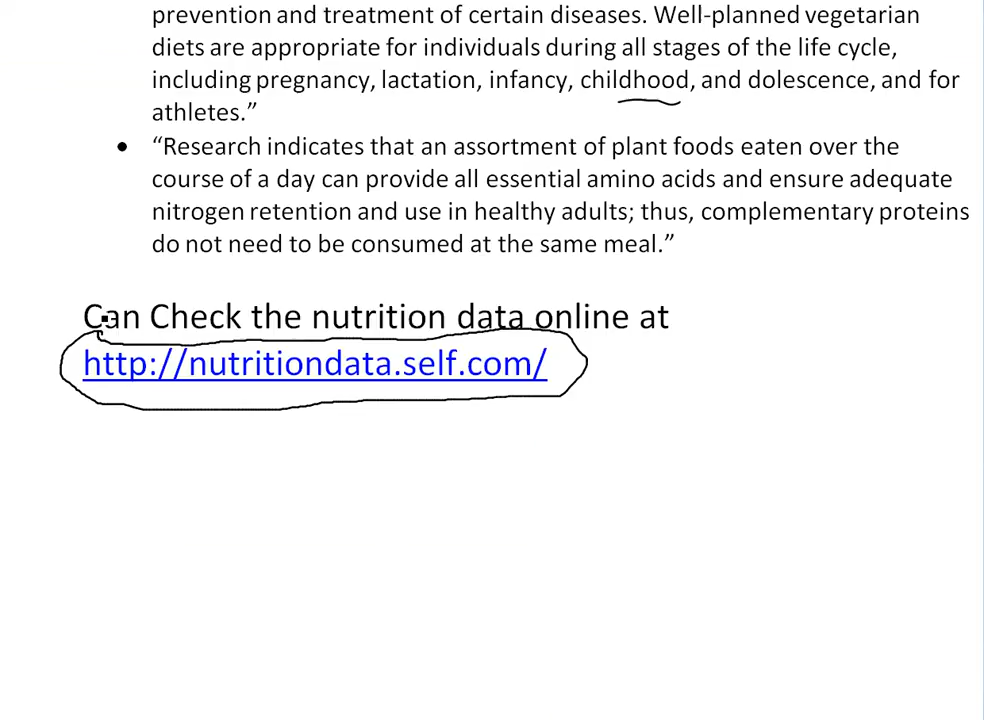 prevention and treatment of certain diseases. Well-planned vegetarian
diets are appropriate for individuals during all stages of the life cycle,
including pregnancy, lactation, infancy, childhood, and dolescence, and for
athletes.”
• “Research indicates that an assortment of plant foods eaten over the
course of a day can provide all essential amino acids and ensure adequate
nitrogen retention and use in healthy adults; thus, complementary proteins
do not need to be consumed at the same meal.”
Can Check the nutrition data online at
http://nutritiondata.self.com/